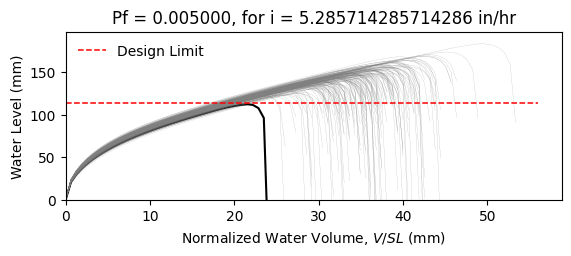 Pf = 0.005000, for i = 5.285714285714286 in/hr
Design Limit
Water Level (mm)
150
100
50
0
0 10 20 30 40 50
Normalized Water Volume, V/SL (mm)